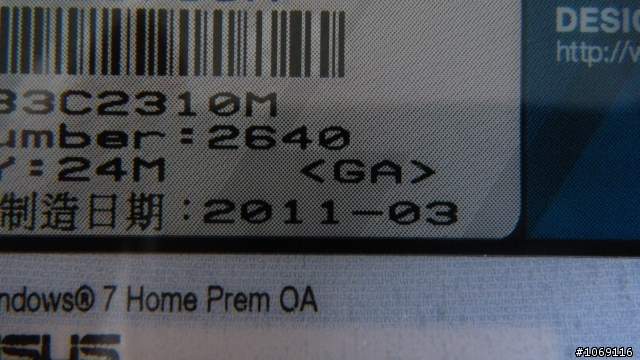 33C2310M
umber:2640
Y:24M <GA>
制造日期:2011-03
DESIG
http://w
ndows® 7 Home Prem OA
SUS
#1069116